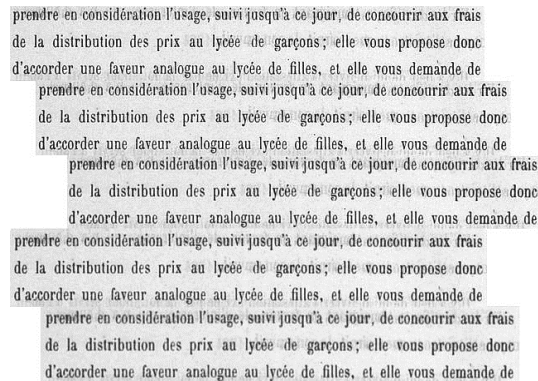 prendre en considération l'usage, suivi jusqu'à ce jour, de concourir aux frais
de la distribution des prix au lycée de garçons ; elle vous propose donc
d'accorder une faveur analogue au lycée de filles, et elle vous demande de
prendre en considération l'usage, suivi jusqu'à ce jour, de concourir aux frais
de la distribution des prix au lycée de garçons ; elle vous propose donc
d'accorder une faveur analogue au lycée de filles, et elle vous demande de
prendre en considération l'usage, suivi jusqu'à ce jour, de concourir aux frais
de la distribution des prix au lycée de garçons ; elle vous propose donc
d'accorder une faveur analogue au lycée de filles, et elle vous demande de
prendre en considération l'usage, suivi jusqu'à ce jour, de concourir aux frais
de la distribution des prix au lycée de garçons ; elle vous propose donc
d'accorder une faveur analogue au lycée de filles, et elle vous demande de
prendre en considération l'usage, suivi jusqu'à ce jour, de concourir aux frais
de la distribution des prix au lycée de garçons ; elle vous propose donc
d'accorder une faveur analogue au lycée de filles, et elle vous demande de